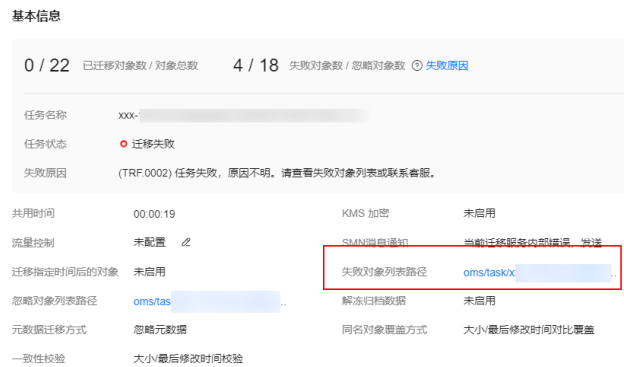 基本信息
0 / 22 已迁移对象数 / 对象总数 4 / 18 失败对象数 / 忽略对象数 ? 失败原因
任务名称 xxx-
任务状态 迁移失败
失败原因 (TRF.0002) 任务失败，原因不明。请查看失败对象列表或联系客服。
共用时间 00:00:19 KMS 加密 未启用
流量控制 未配置 SMN消息通知 当前迁移服务内部错误，发送
迁移指定时间后的对象 未启用 失败对象列表路径 oms/task/x ..
忽略对象列表路径 oms/tas .. 解冻归档数据 未启用
元数据迁移方式 忽略元数据 同名对象覆盖方式 大小/最后修改时间对比覆盖
一致性校验 大小/最后修改时间校验